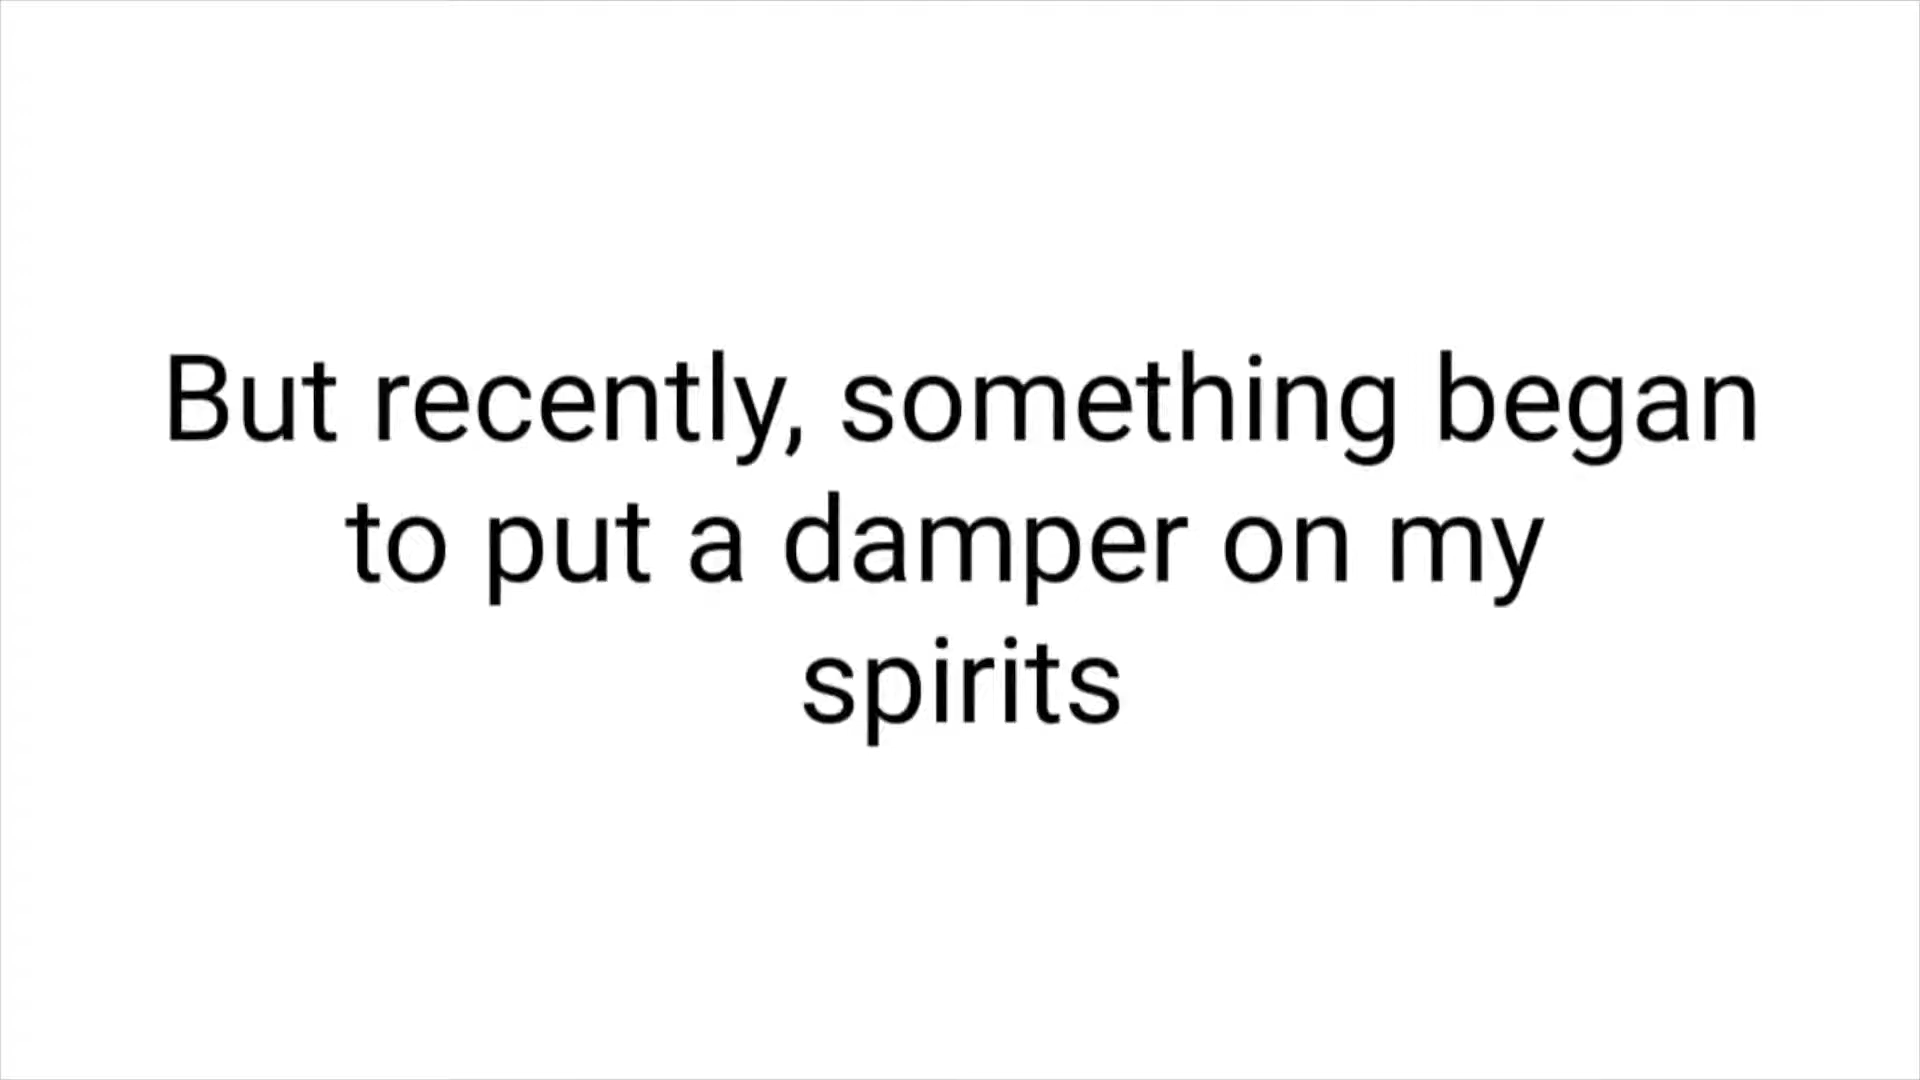 But recently, something began
to put a damper on my
spirits